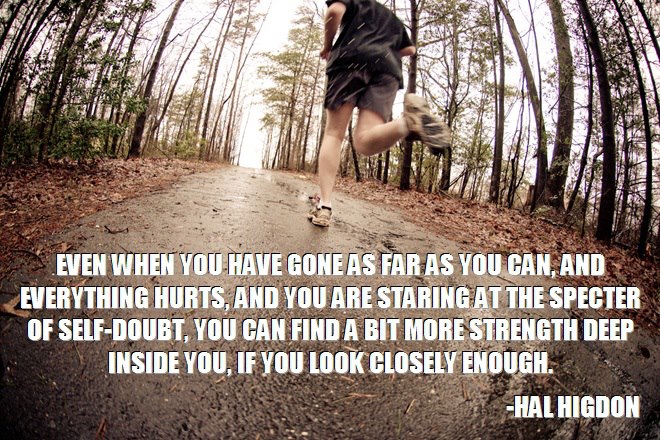 EVEN WHEN YOU HAVE GONE AS FAR AS YOU CAN, AND
EVERYTHING HURTS, AND YOU ARE STARING AT THE SPECTER
OF SELF-DOUBT, YOU CAN FIND A BIT MORE STRENGTH DEEP
INSIDE YOU, IF YOU LOOK CLOSELY ENOUGH.
-HAL HIGDON